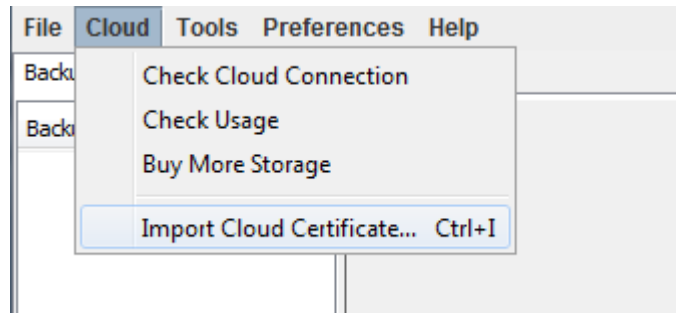 File Cloud Tools Preferences Help
Check Cloud Connection
Check Usage
Buy More Storage
Import Cloud Certificate... Ctrl+I